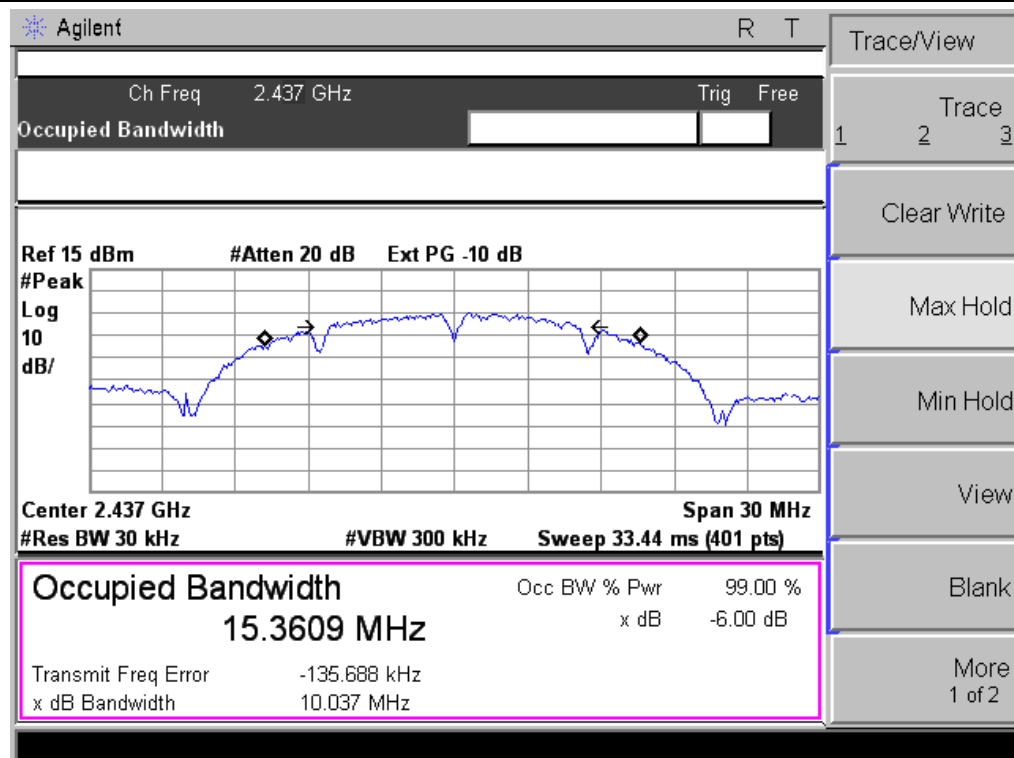 Agilent R T
Ch Freq 2.437 GHz Trig Free
Occupied Bandwidth
Ref 15 dBm #Atten 20 dB Ext PG -10 dB
#Peak
Log
10
dB/
Center 2.437 GHz Span 30 MHz
#Res BW 30 kHz #VBW 300 kHz Sweep 33.44 ms (401 pts)
Occupied Bandwidth Occ BW % Pwr 99.00 %
15.3609 MHz x dB -6.00 dB
Transmit Freq Error -135.688 kHz
x dB Bandwidth 10.037 MHz
Trace/View
Trace
1 2 3
Clear Write
Max Hold
Min Hold
View
Blank
More
1 of 2